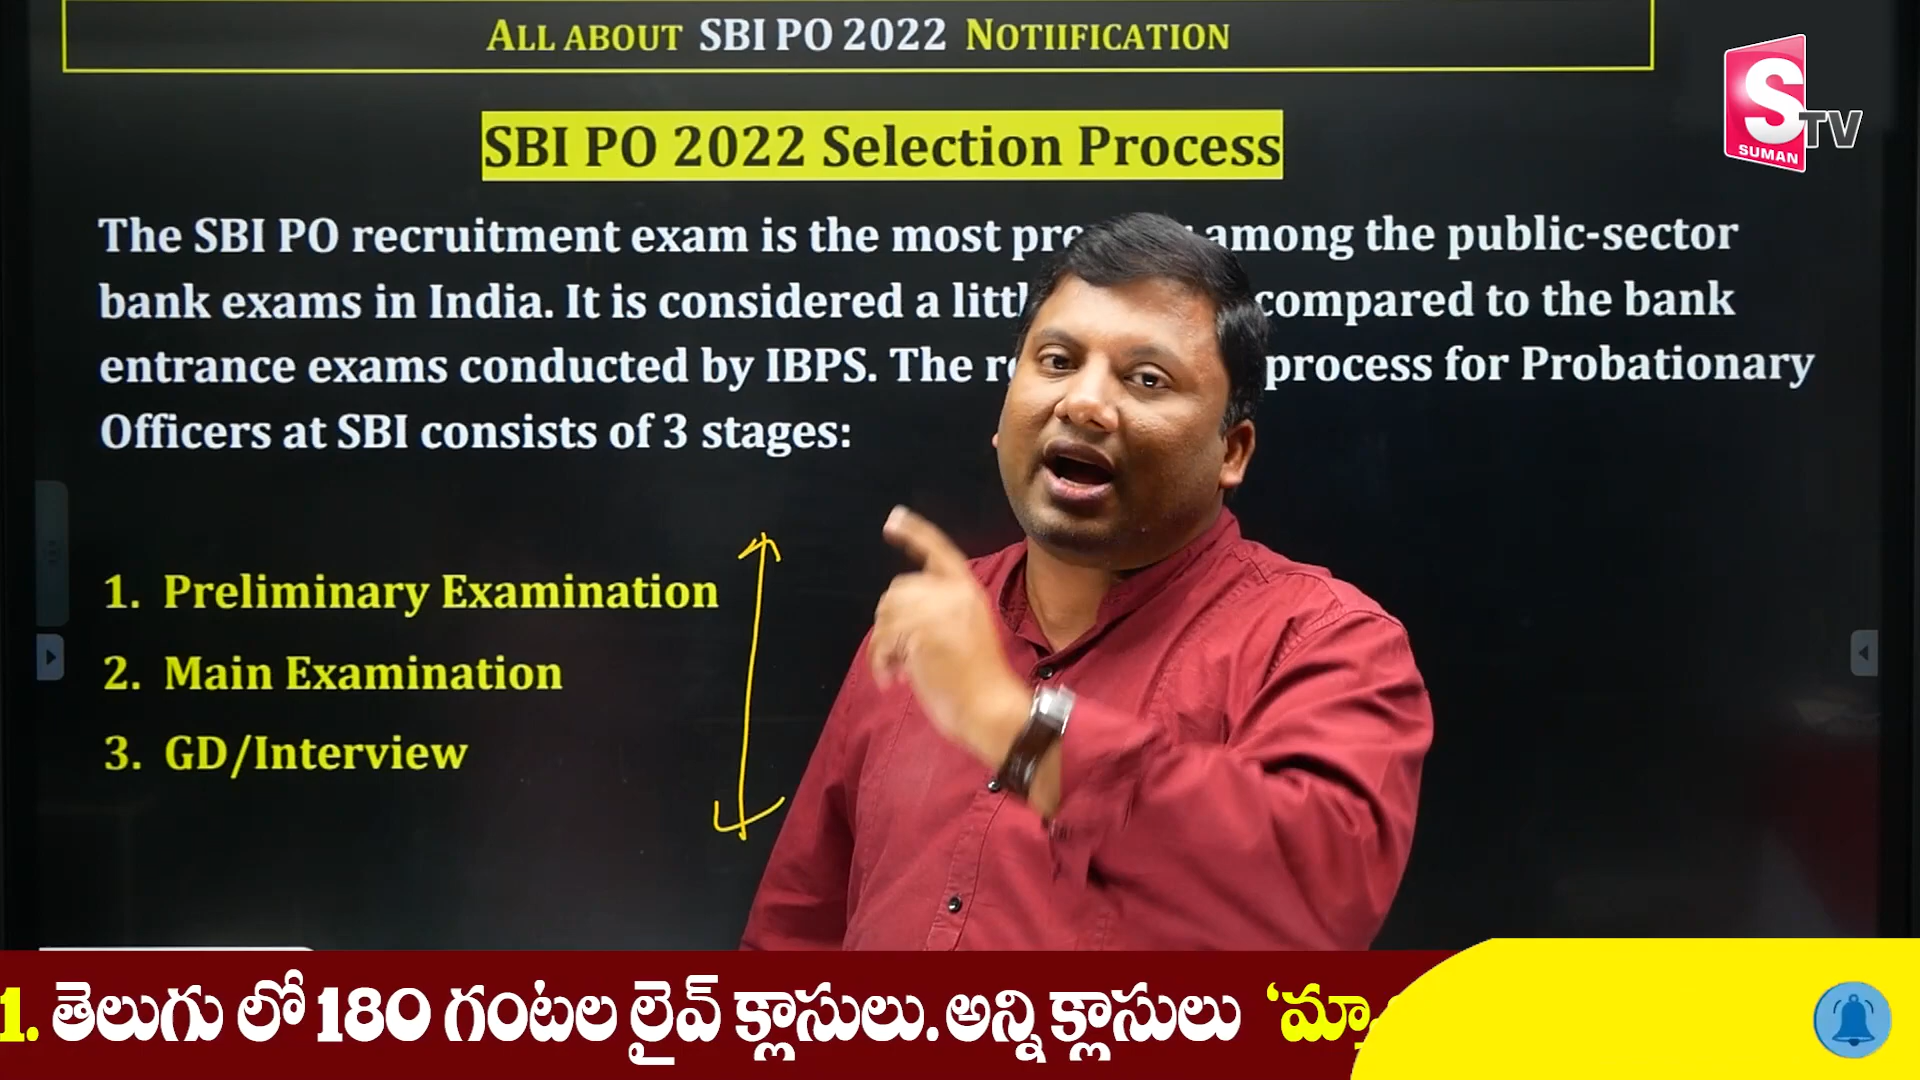 ALL ABOUT SBI PO 2022 NOTIIFICATION
S TV
SUMAN
SBI PO 2022 Selection Process
The SBI PO recruitment exam is the most among the public-sector
bank exams in India. It is considered a compared to the bank
entrance exams conducted by IBPS. The process for Probationary
Officers at SBI consists of 3 stages:
1. Preliminary Examination
2. Main Examination
3. GD/Interview
1. తెలుగు లో 180 గంటల లైవ్ క్లాసులు. అన్ని క్లాసులు